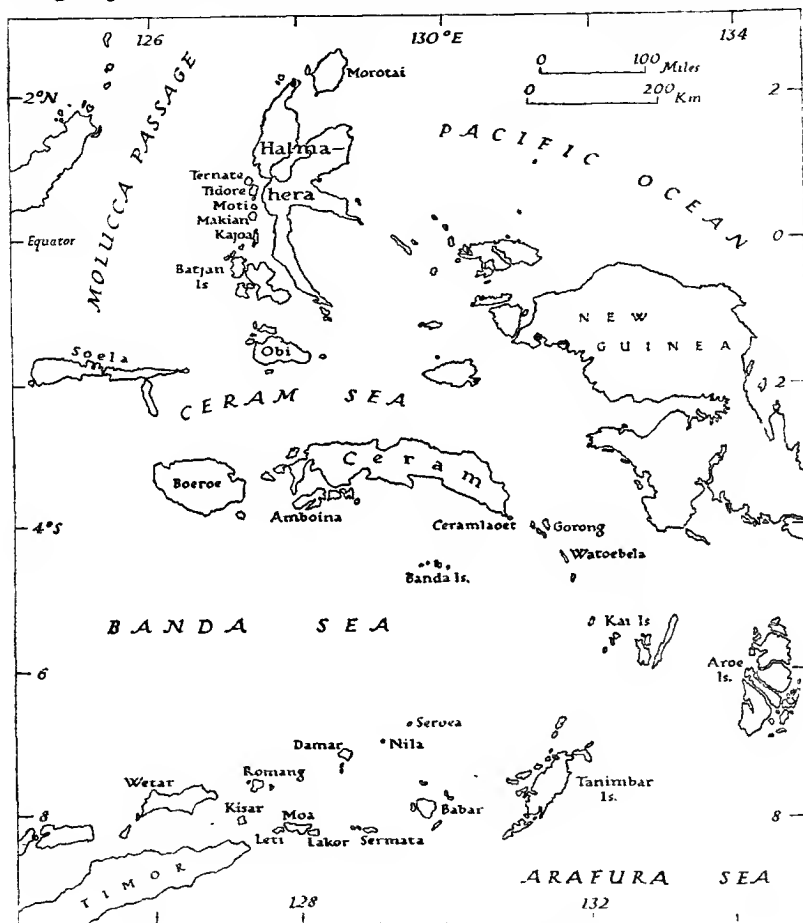 126 130°E 134
0 100 Miles
0 200 Km
Morotai
2°N
2
MOLUCCA PASSAGE
PACIFIC OCEAN
Halma-
hera
Ternate
Tidore
Moti
Makian
Kajoa
Equator
0
Batjan
Is
NEW
GUINEA
Soela
Obi
2
CERAM SEA
Ceram
Boeroe
Amboina
Ceramlaoet
Gorong
4°S
Watoebela
Banda Is.
BANDA SEA
Kai Is
Aroe
Is.
6
Seroea
Damar
Nila
Wetar
Romang
Tanimbar
Is.
Kisar
Moa
Babar
8
8
Leti
Lakor
Sermata
TIMOR
ARAFURA SEA
128 132